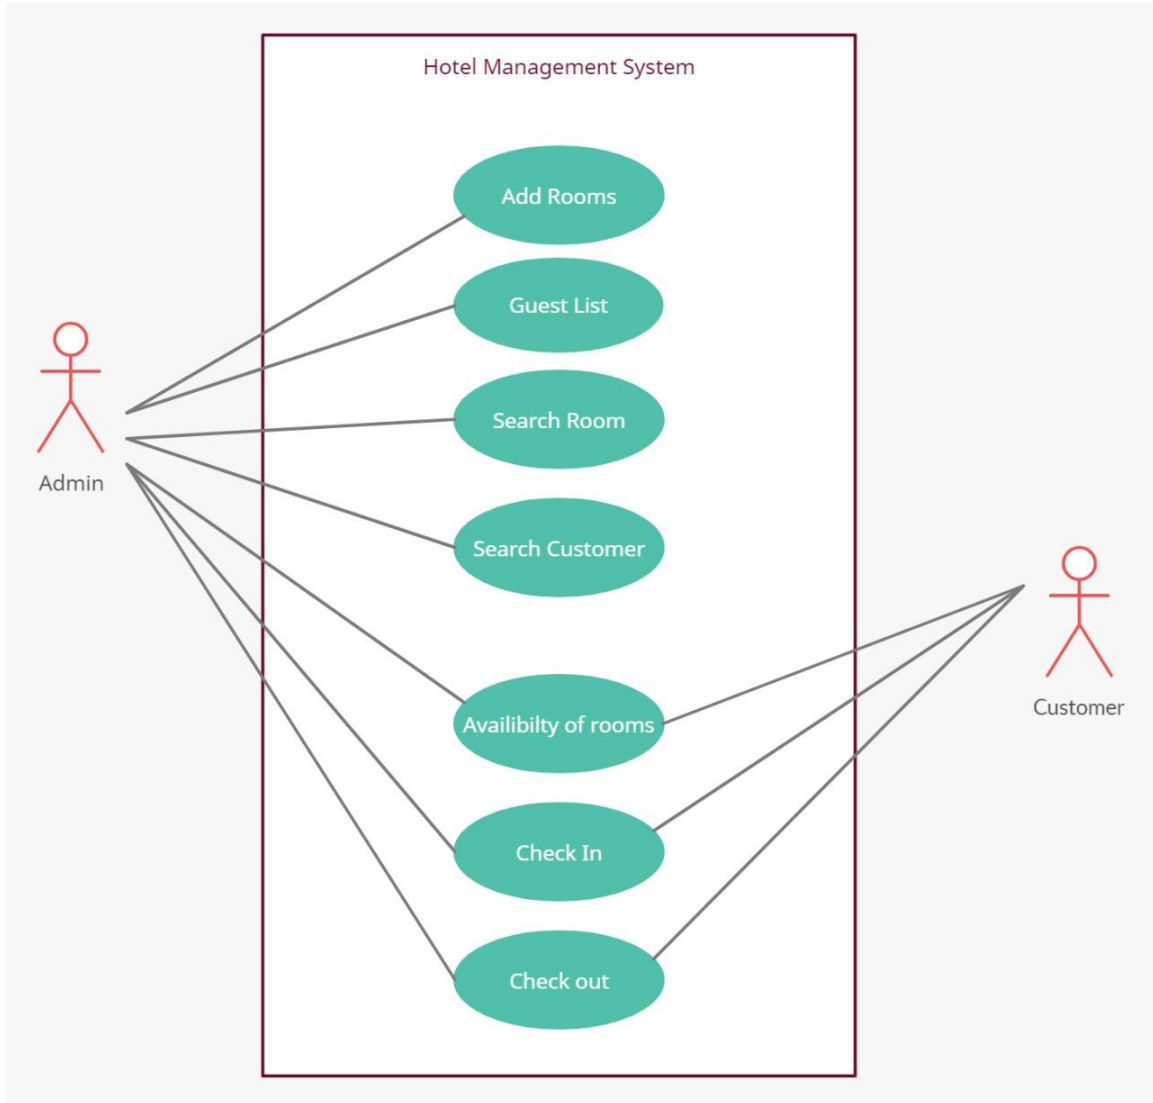 Hotel Management System
Add Rooms
Guest List
Search Room
Admin
Search Customer
Customer
Availibilty of rooms
Check In
Check out